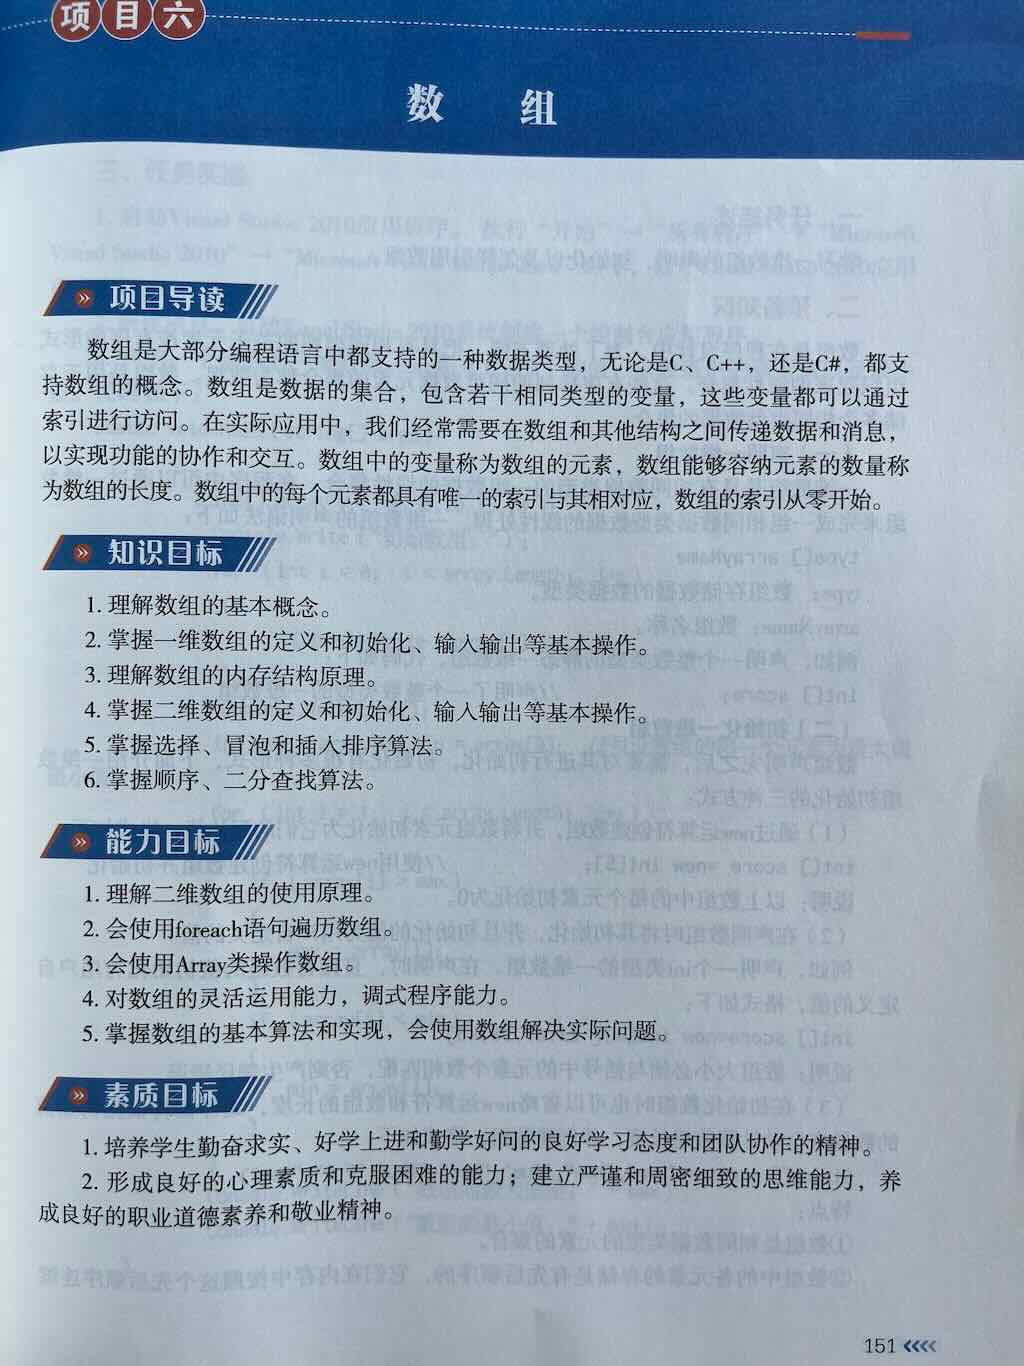 项目六
数 组
项目导读
数组是大部分编程语言中都支持的一种数据类型，无论是C、C++，还是C#，都支
持数组的概念。数组是数据的集合，包含若干相同类型的变量，这些变量都可以通过
索引进行访问。在实际应用中，我们经常需要在数组和其他结构之间传递数据和消息，
以实现功能的协作和交互。数组中的变量称为数组的元素，数组能够容纳元素的数量称
为数组的长度。数组中的每个元素都具有唯一的索引与其相对应，数组的索引从零开始。
知识目标
1. 理解数组的基本概念。
2. 掌握一维数组的定义和初始化、输入输出等基本操作。
3. 理解数组的内存结构原理。
4. 掌握二维数组的定义和初始化、输入输出等基本操作。
5. 掌握选择、冒泡和插入排序算法。
6. 掌握顺序、二分查找算法。
能力目标
1. 理解二维数组的使用原理。
2. 会使用foreach语句遍历数组。
3. 会使用Array类操作数组。
4. 对数组的灵活运用能力，调式程序能力。
5. 掌握数组的基本算法和实现，会使用数组解决实际问题。
素质目标
1. 培养学生勤奋求实、好学上进和勤学好问的良好学习态度和团队协作的精神。
2. 形成良好的心理素质和克服困难的能力；建立严谨和周密细致的思维能力，养
成良好的职业道德素养和敬业精神。
151